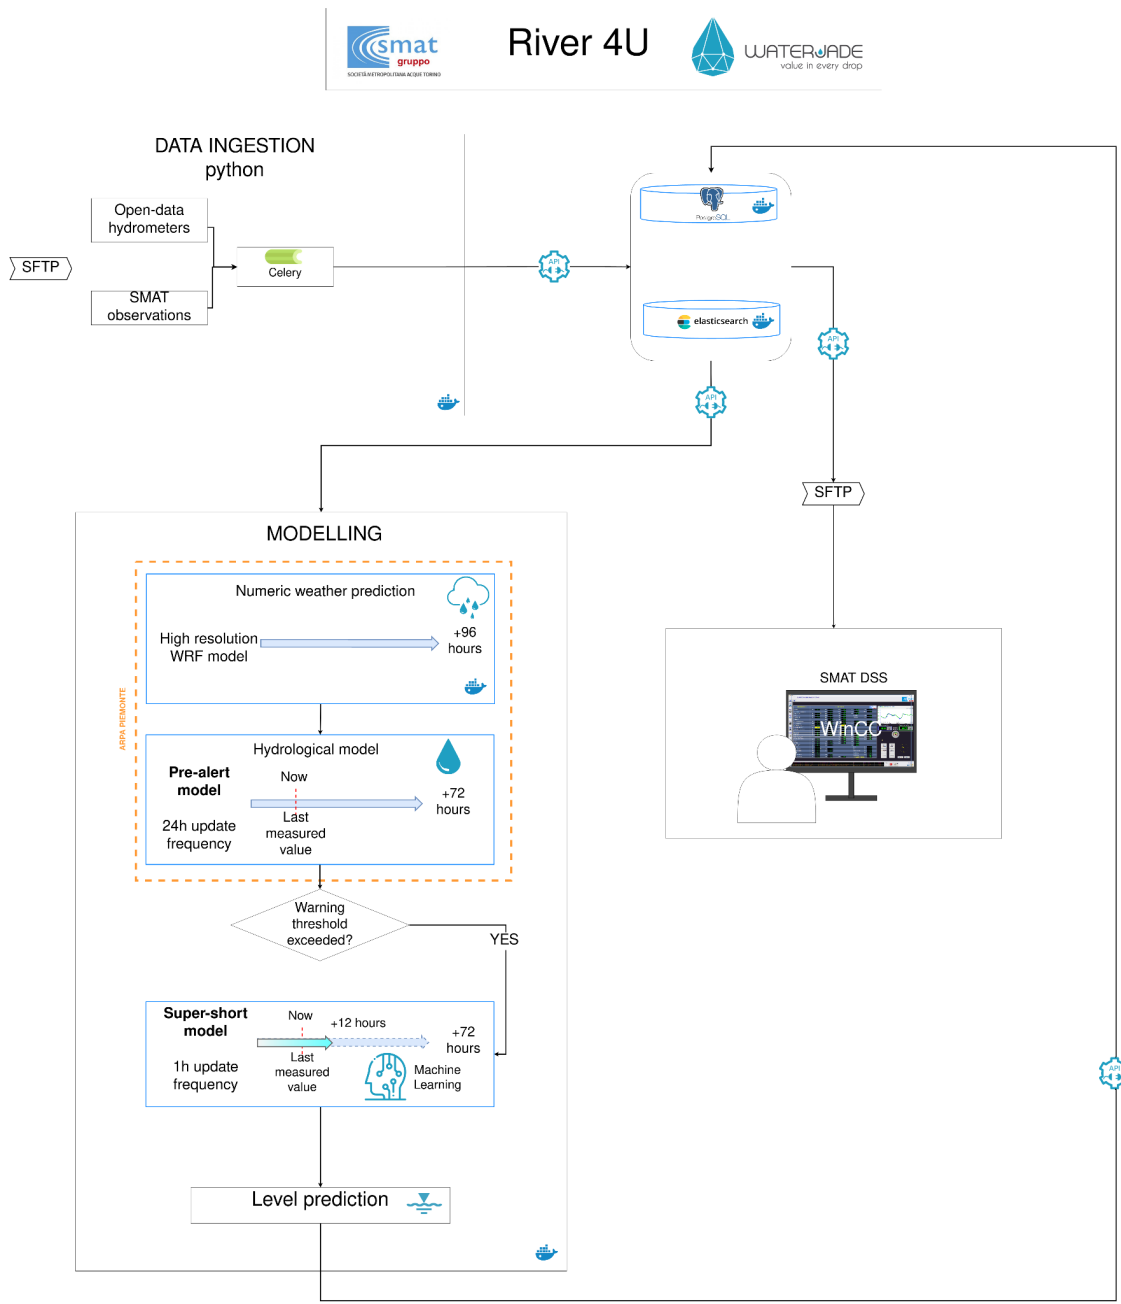 smat
gruppo
SOCIETÀ METROPOLITANA ACQUE TORINO
River 4U
WATERJADE
value in every drop
DATA INGESTION
python
Open-data
hydrometers
SFTP
Celery
SMAT
observations
API
PostgreSQL
elasticsearch
API
API
SFTP
MODELLING
ARPA PIEMONTE
Numeric weather prediction
High resolution
WRF model
+96
hours
Hydrological model
Pre-alert
model
24h update
frequency
Now
Last
measured
value
+72
hours
Warning
threshold
exceeded?
YES
Super-short
model
1h update
frequency
Now
+12 hours
Last
measured
value
+72
hours
Machine
Learning
Level prediction
SMAT DSS
WinCC
API